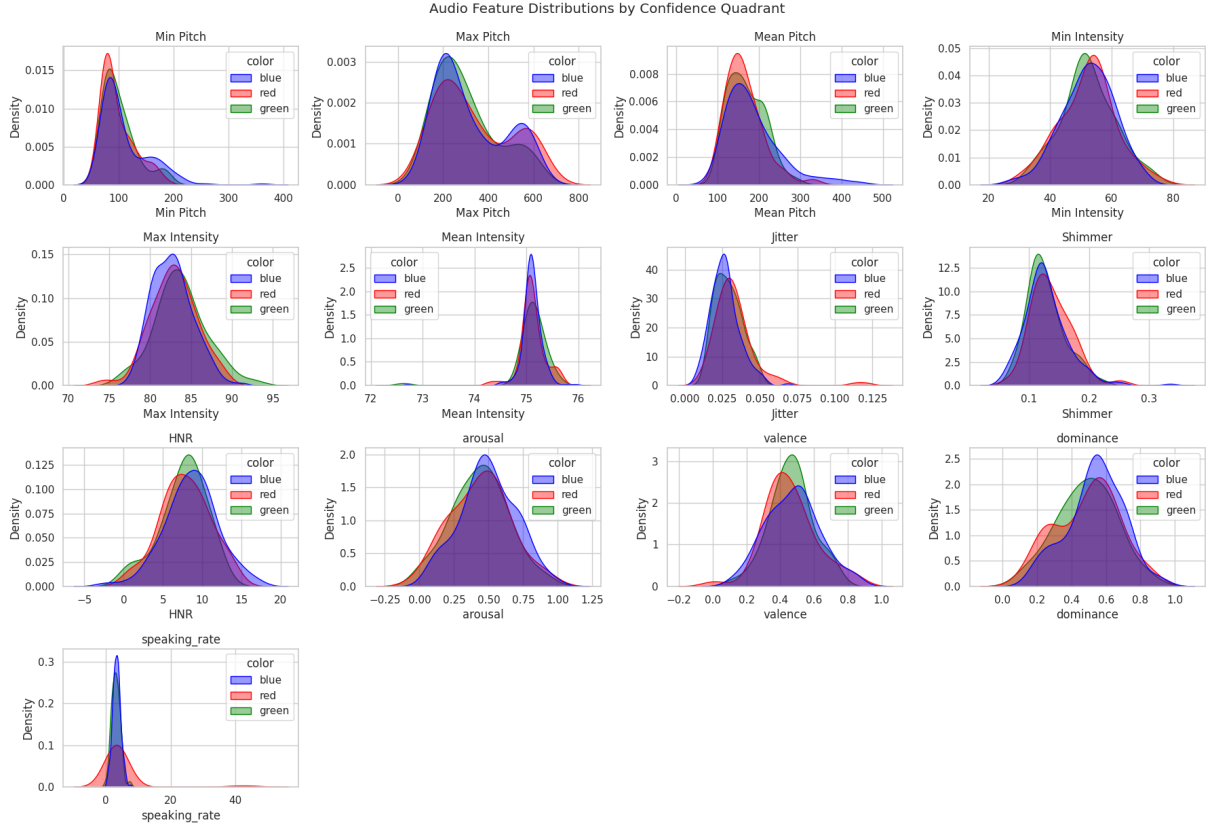 Audio Feature Distributions by Confidence Quadrant
Min Pitch
Density
0.015
0.010
0.005
0.000
0
100
200
300
400
Min Pitch
color
blue
red
green
Max Pitch
Density
0.003
0.002
0.001
0.000
0
200
400
600
800
Max Pitch
color
blue
red
green
Mean Pitch
Density
0.008
0.006
0.004
0.002
0.000
0
100
200
300
400
500
Mean Pitch
color
blue
red
green
Min Intensity
Density
0.05
0.04
0.03
0.02
0.01
0.00
20
40
60
80
Min Intensity
color
blue
red
green
Max Intensity
Density
0.15
0.10
0.05
0.00
70
75
80
85
90
95
Max Intensity
color
blue
red
green
Mean Intensity
Density
2.5
2.0
1.5
1.0
0.5
0.0
72
73
74
75
76
Mean Intensity
color
blue
red
green
Jitter
Density
40
30
20
10
0
0.000
0.025
0.050
0.075
0.100
0.125
Jitter
color
blue
red
green
Shimmer
Density
12.5
10.0
7.5
5.0
2.5
0.0
0.1
0.2
0.3
Shimmer
color
blue
red
green
HNR
Density
0.125
0.100
0.075
0.050
0.025
0.000
−5
0
5
10
15
20
HNR
color
blue
red
green
arousal
Density
2.0
1.5
1.0
0.5
0.0
−0.25
0.00
0.25
0.50
0.75
1.00
1.25
arousal
color
blue
red
green
valence
Density
3
2
1
0
−0.2
0.0
0.2
0.4
0.6
0.8
1.0
valence
color
blue
red
green
dominance
Density
2.5
2.0
1.5
1.0
0.5
0.0
0.0
0.2
0.4
0.6
0.8
1.0
dominance
color
blue
red
green
speaking_rate
Density
0.3
0.2
0.1
0.0
0
20
40
speaking_rate
color
blue
red
green